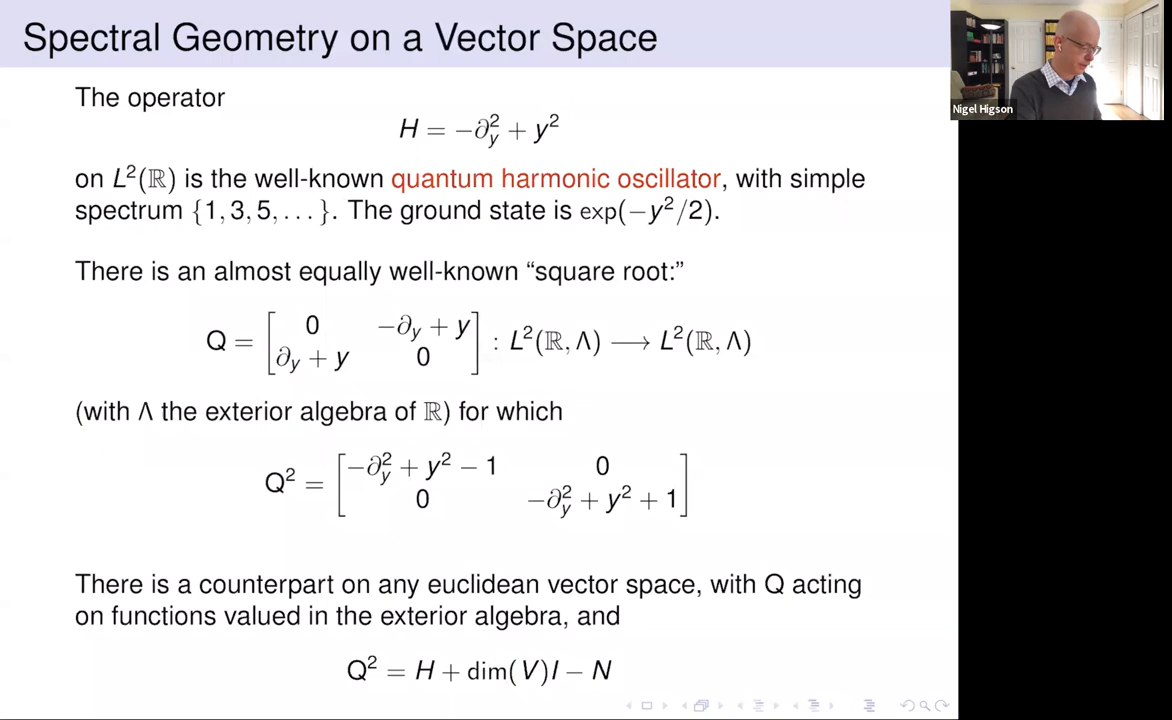 Spectral Geometry on a Vector Space
Nigel Higson
The operator
H = −∂_y^2 + y^2
on L^2(ℝ) is the well-known quantum harmonic oscillator, with simple
spectrum {1, 3, 5, . . . }. The ground state is exp(−y^2/2).
There is an almost equally well-known “square root:”
Q = [ 0 −∂_y + y ; ∂_y + y 0 ] : L^2(ℝ, Λ) ⟶ L^2(ℝ, Λ)
(with Λ the exterior algebra of ℝ) for which
Q^2 = [ −∂_y^2 + y^2 − 1 0 ; 0 −∂_y^2 + y^2 + 1 ]
There is a counterpart on any euclidean vector space, with Q acting
on functions valued in the exterior algebra, and
Q^2 = H + dim(V)I − N